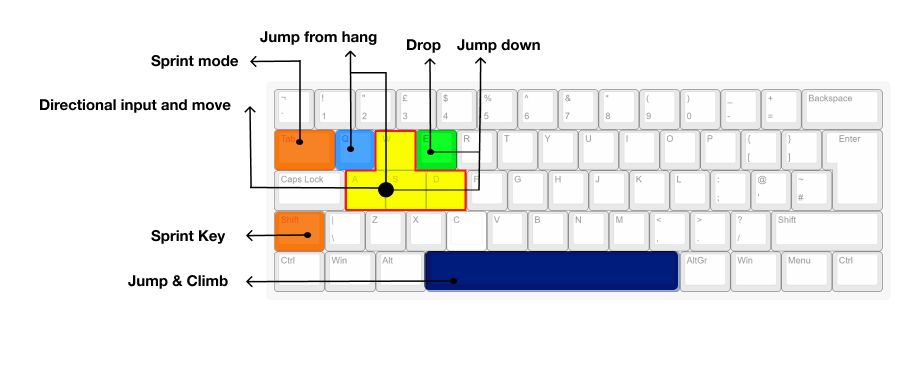 Jump from hang
Drop
Jump down
Sprint mode
Directional input and move
Sprint Key
Jump & Climb
¬ ! " £ $ % ^ & * ( ) _ + Backspace
` 1 2 3 4 5 6 7 8 9 0 - =
Tab Q W E R T Y U I O P { } Enter
[ ]
Caps Lock A S D F G H J K L : @ ~
; ' #
Shift | Z X C V B N M < > ? Shift
\ , . /
Ctrl Win Alt AltGr Win Menu Ctrl